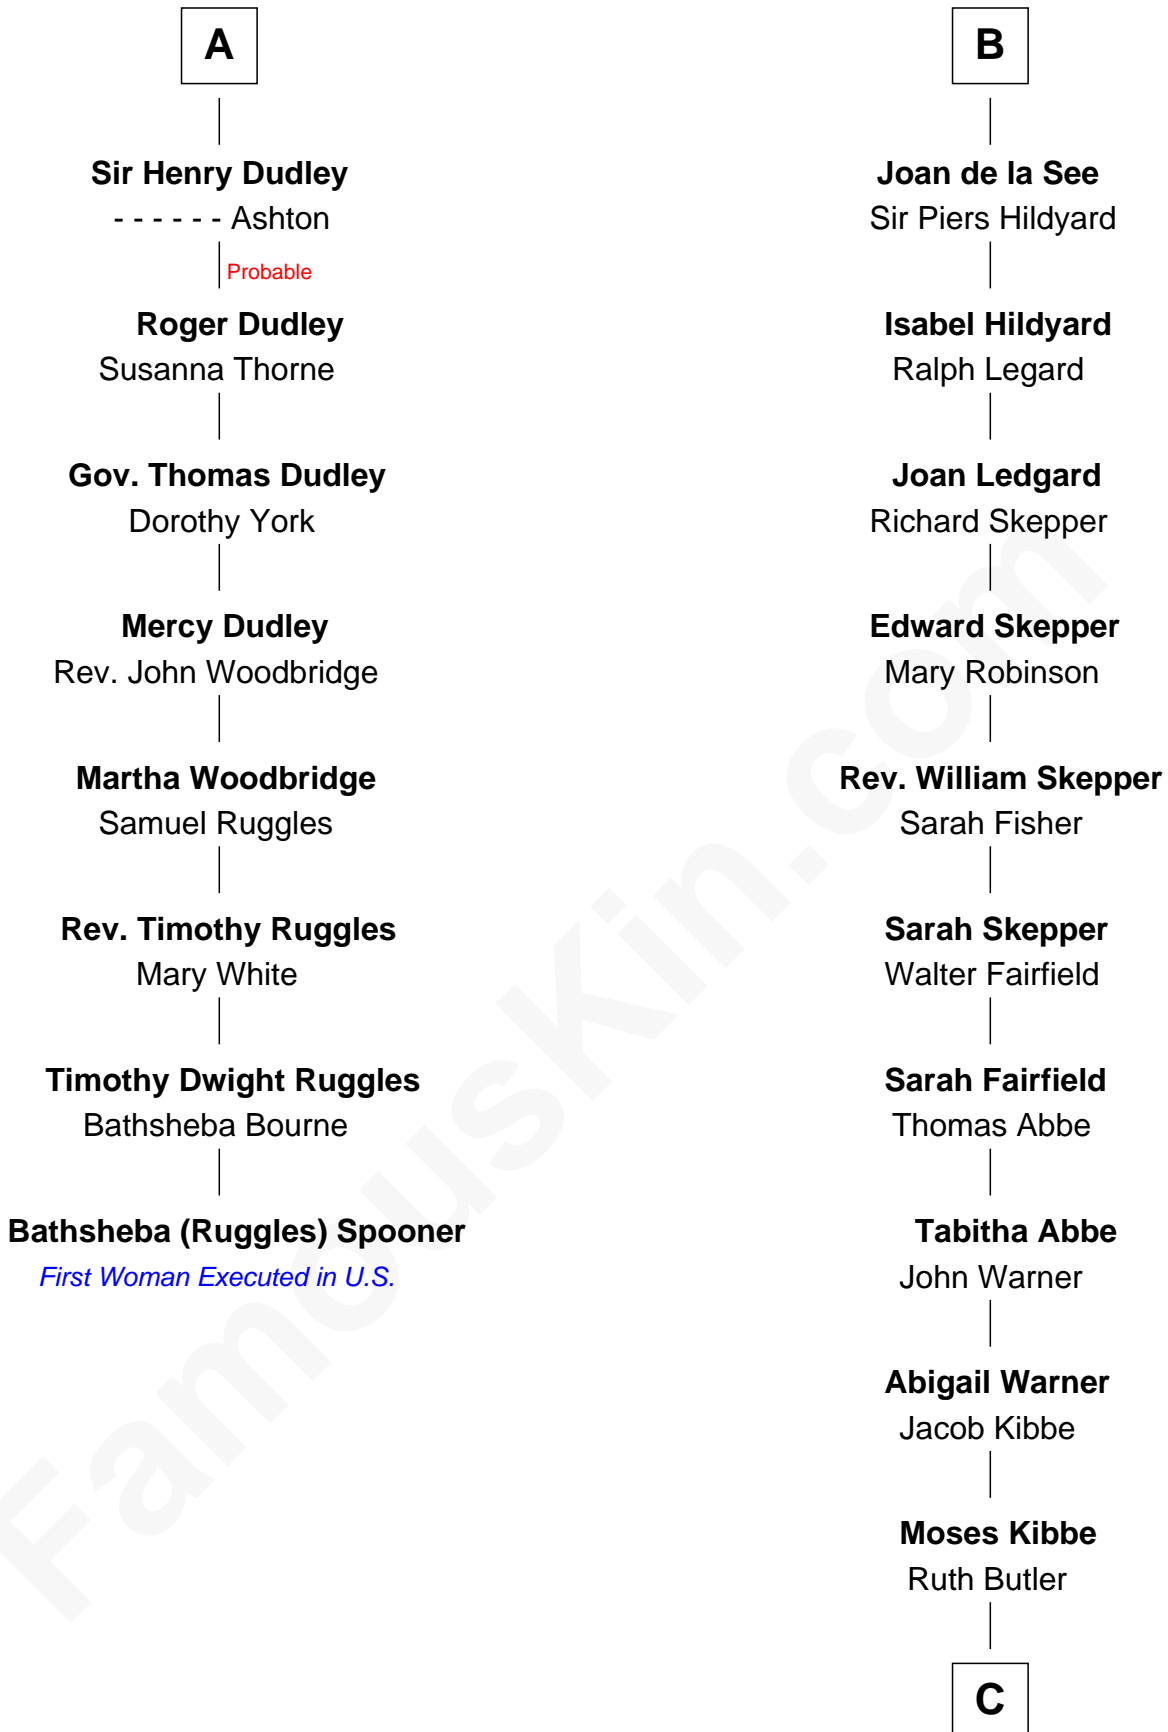 A
Sir Henry Dudley
- - - - - - Ashton
Probable
Roger Dudley
Susanna Thorne
Gov. Thomas Dudley
Dorothy York
Mercy Dudley
Rev. John Woodbridge
Martha Woodbridge
Samuel Ruggles
Rev. Timothy Ruggles
Mary White
Timothy Dwight Ruggles
Bathsheba Bourne
Bathsheba (Ruggles) Spooner
First Woman Executed in U.S.
B
Joan de la See
Sir Piers Hildyard
Isabel Hildyard
Ralph Legard
Joan Ledgard
Richard Skepper
Edward Skepper
Mary Robinson
Rev. William Skepper
Sarah Fisher
Sarah Skepper
Walter Fairfield
Sarah Fairfield
Thomas Abbe
Tabitha Abbe
John Warner
Abigail Warner
Jacob Kibbe
Moses Kibbe
Ruth Butler
C
FamousKin.com